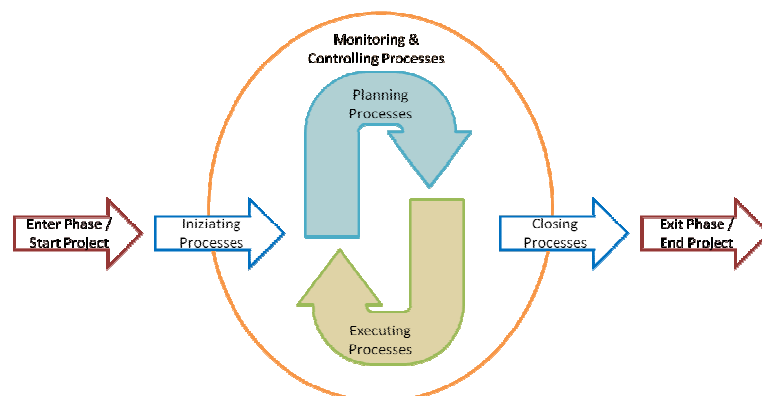 Monitoring &
Controlling Processes
Planning
Processes
Enter Phase /
Start Project
Iniziating
Processes
Closing
Processes
Exit Phase /
End Project
Executing
Processes